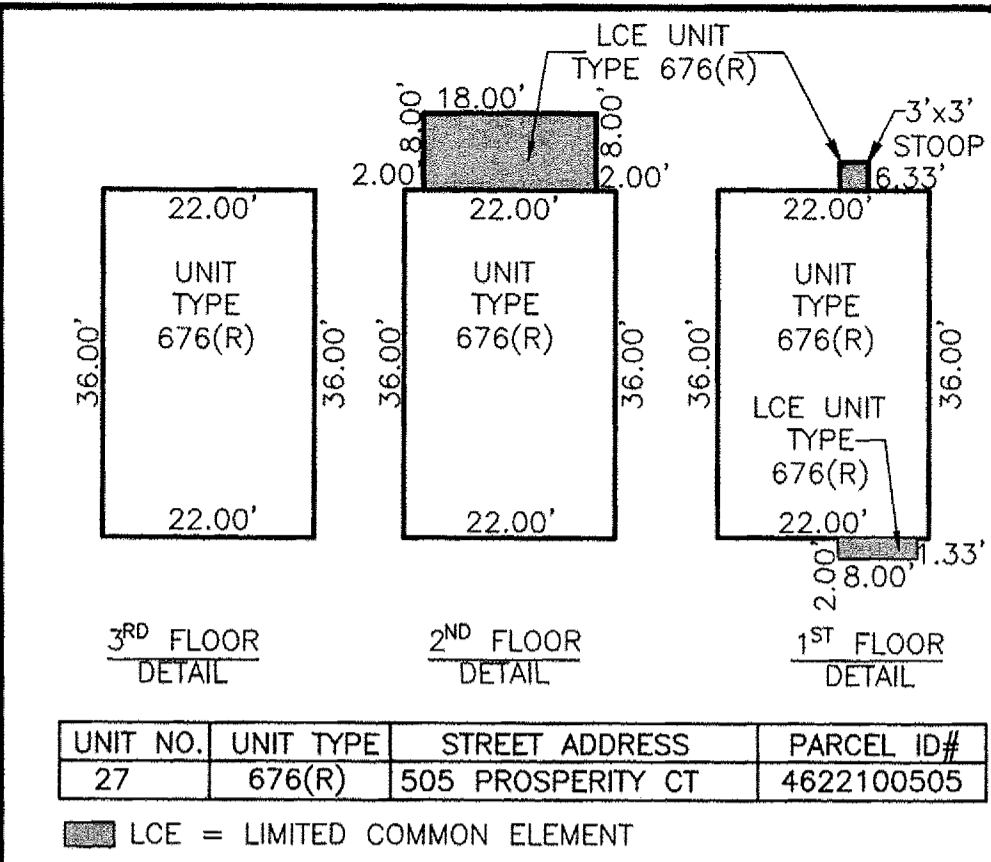 LCE UNIT
TYPE 676(R)
3'x3'
STOOP
8.00'
18.00'
8.00'
2.00'
2.00'
6.33'
22.00'
UNIT
TYPE
676(R)
36.00'
36.00'
22.00'
3RD FLOOR
DETAIL
22.00'
UNIT
TYPE
676(R)
36.00'
36.00'
22.00'
2ND FLOOR
DETAIL
22.00'
UNIT
TYPE
676(R)
36.00'
36.00'
LCE UNIT
TYPE
676(R)
22.00'
2.00'
8.00'
1.33'
1ST FLOOR
DETAIL
UNIT NO. UNIT TYPE STREET ADDRESS PARCEL ID#
27 676(R) 505 PROSPERITY CT 4622100505
LCE = LIMITED COMMON ELEMENT